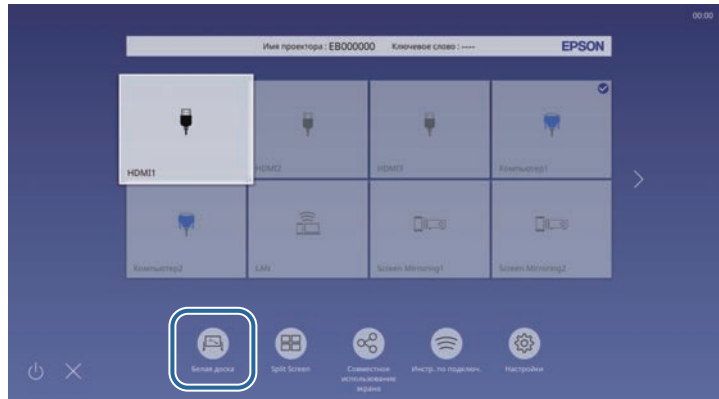 00:00
Имя проектора : EB000000 Ключевое слово : ---- EPSON
HDMI1
HDMI2
HDMI3
Компьютер1
Компьютер2
LAN
Screen Mirroring1
Screen Mirroring2
Белая доска
Split Screen
Совместное
использование
экрана
Инстр. по подключ.
Настройки